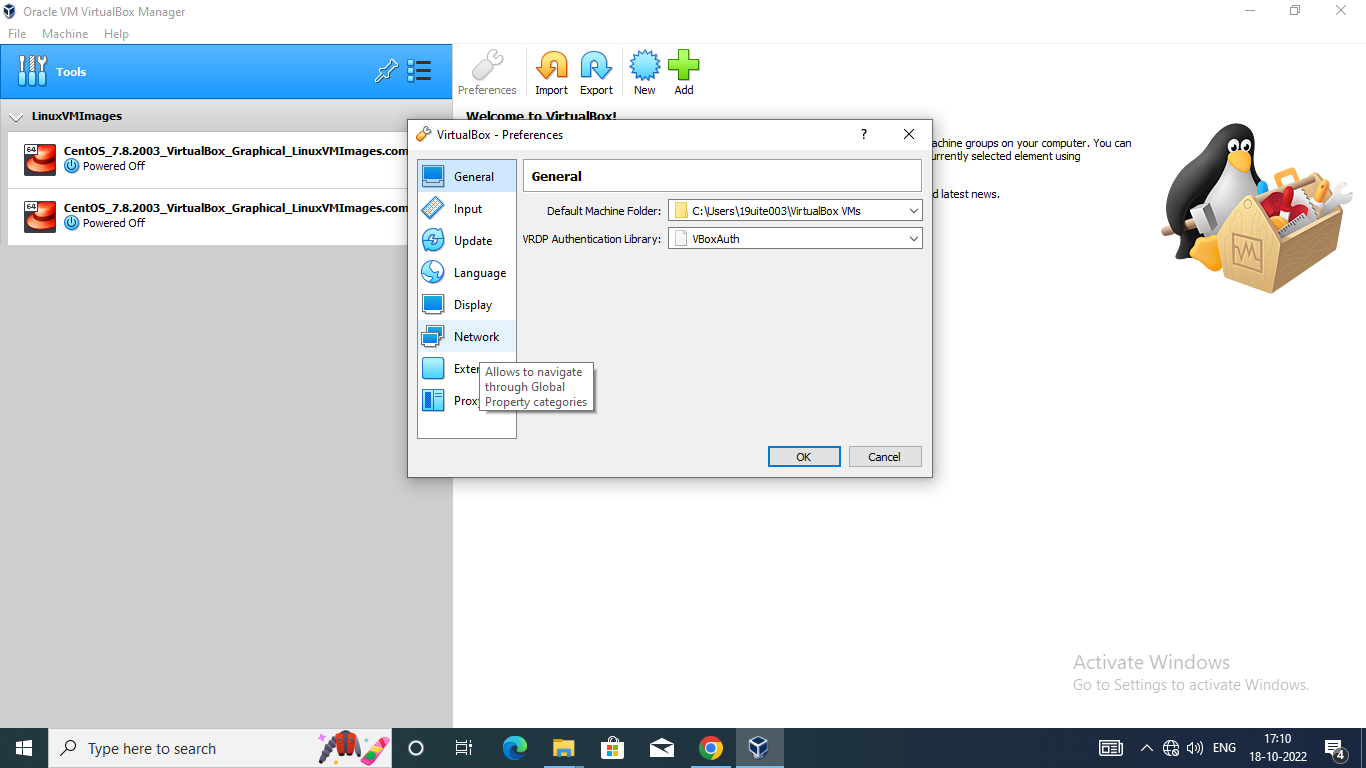 Oracle VM VirtualBox Manager
File Machine Help
Tools
Preferences
Import
Export
New
Add
LinuxVMImages
64
CentOS_7.8.2003_VirtualBox_Graphical_LinuxVMImages.com
Powered Off
64
CentOS_7.8.2003_VirtualBox_Graphical_LinuxVMImages.com
Powered Off
Welcome to VirtualBox!
achine groups on your computer. You can
urrently selected element using
d latest news.
VirtualBox - Preferences
?
General
Input
Update
Language
Display
Network
Exten
Proxy
Allows to navigate
through Global
Property categories
General
Default Machine Folder: C:\Users\19uite003\VirtualBox VMs
VRDP Authentication Library: VBoxAuth
OK
Cancel
Activate Windows
Go to Settings to activate Windows.
Type here to search
ENG
17:10
18-10-2022
4